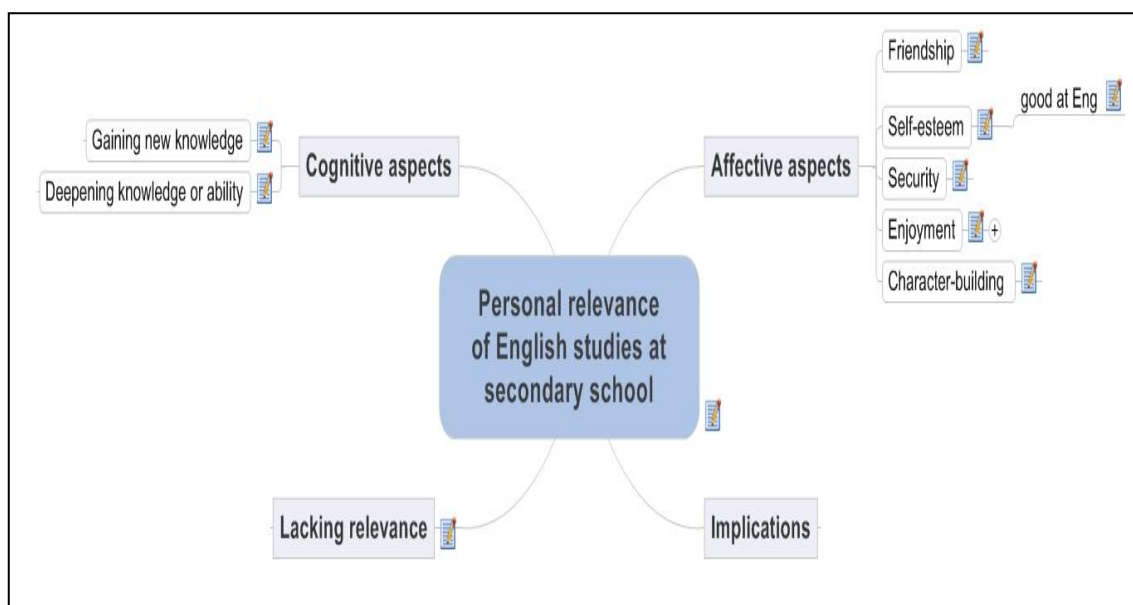 Personal relevance
of English studies at
secondary school
Cognitive aspects
Gaining new knowledge
Deepening knowledge or ability
Affective aspects
Friendship
Self-esteem
good at Eng
Security
Enjoyment
+
Character-building
Lacking relevance
Implications